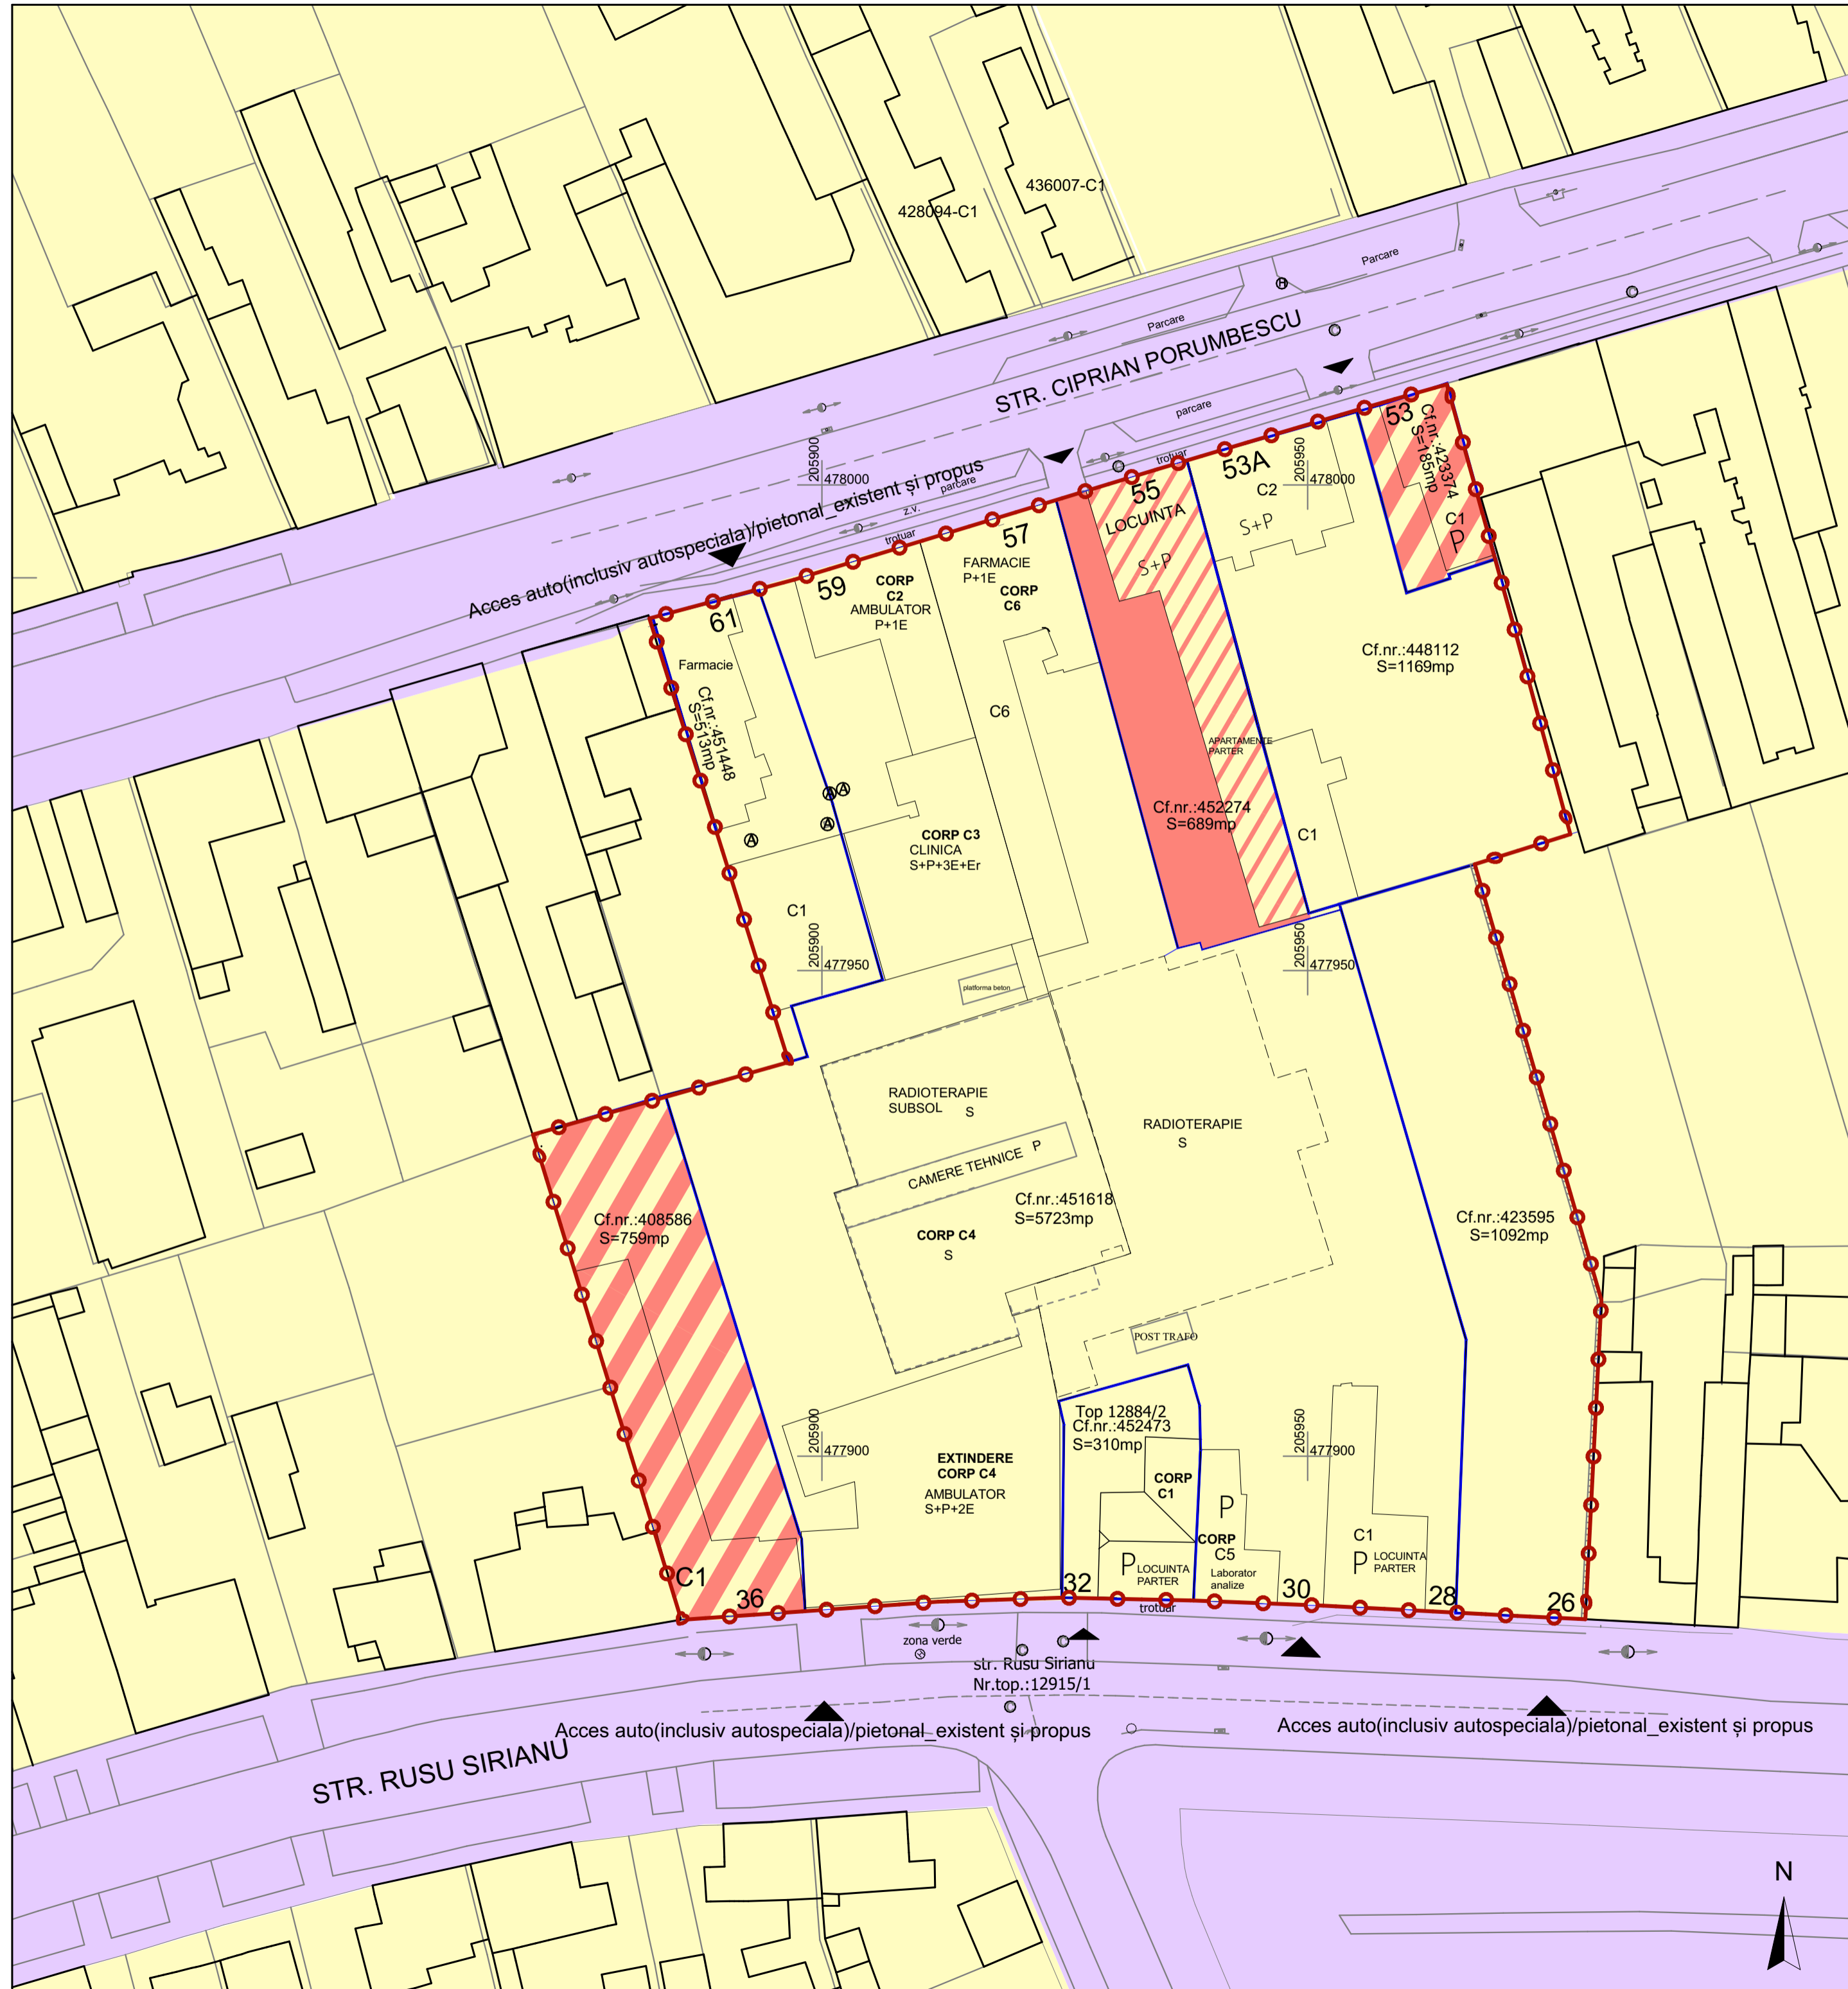 436007-C1
428094-C1
Parcare
Parcare
STR. CIPRIAN PORUMBESCU
parcare
trotuar
Acces auto(inclusiv autospeciala)/pietonal_existent și propus
parcare
z.v.
trotuar
205900
478000
205950
478000
53
Cf.nr.:423374
S=185mp
C1
P
53A
C2
S+P
55
LOCUINTA
S+P
57
FARMACIE
P+1E
CORP
C6
59
CORP
C2
AMBULATOR
P+1E
61
Farmacie
Cf.nr.:451448
S=513mp
Cf.nr.:448112
S=1169mp
C6
APARTAMENTE
PARTER
Cf.nr.:452274
S=689mp
C1
A
A
A
A
CORP C3
CLINICA
S+P+3E+Er
C1
205900
477950
205950
477950
platforma beton
RADIOTERAPIE
SUBSOL S
RADIOTERAPIE
S
CAMERE TEHNICE P
Cf.nr.:451618
S=5723mp
CORP C4
S
Cf.nr.:408586
S=759mp
Cf.nr.:423595
S=1092mp
POST TRAFO
205900
477900
205950
477900
Top 12884/2
Cf.nr.:452473
S=310mp
EXTINDERE
CORP C4
AMBULATOR
S+P+2E
CORP
C1
P
CORP
C5
Laborator
analize
P LOCUINTA
PARTER
C1
P LOCUINTA
PARTER
C1
36
32
30
28
26
trotuar
zona verde
str. Rusu Sirianu
Nr.top.:12915/1
Acces auto(inclusiv autospeciala)/pietonal_existent și propus
Acces auto(inclusiv autospeciala)/pietonal_existent și propus
STR. RUSU SIRIANU
N